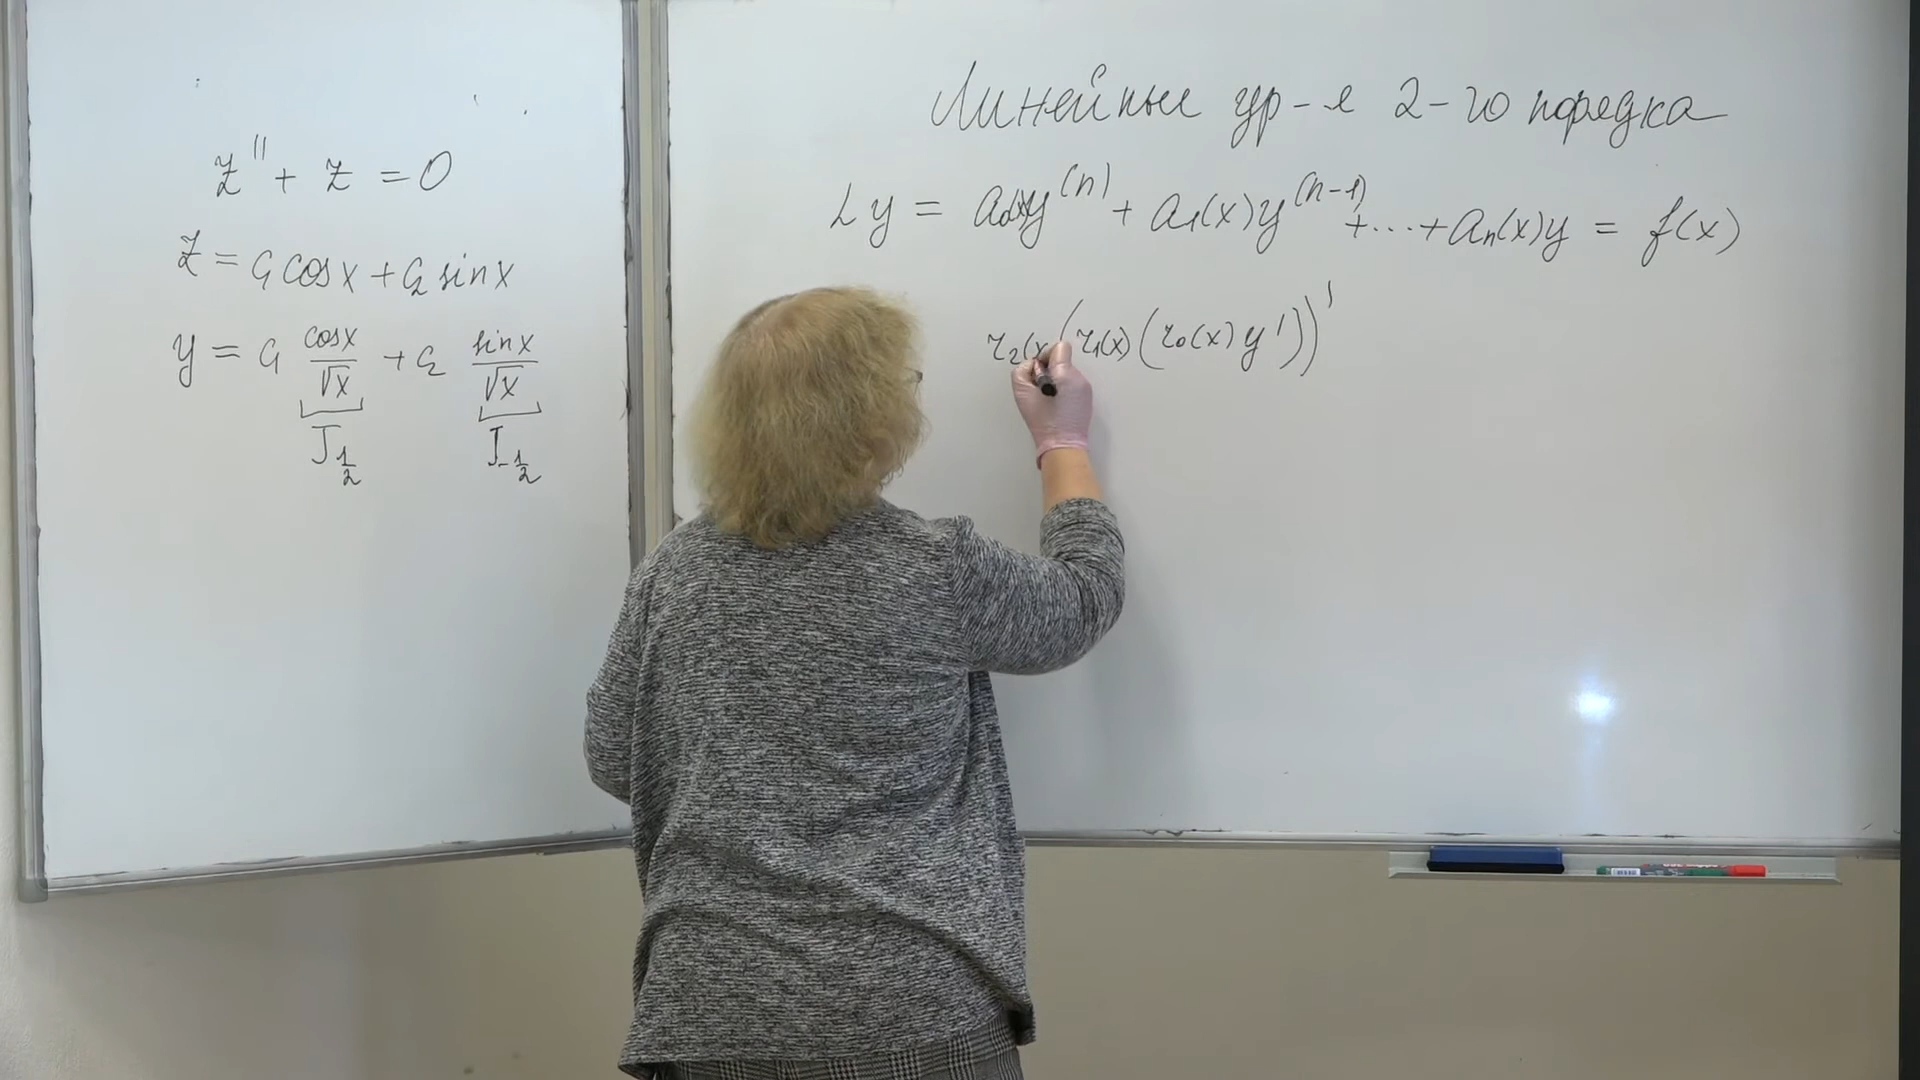 z'' + z = 0
z = C₁ cos x + C₂ sin x
y = C₁ cos x / √x + C₂ sin x / √x
J_{1/2} J_{-1/2}
Линейные ур-я 2-го порядка
Ly = a₀(x)y^{(n)} + a₁(x)y^{(n-1)} + ... + aₙ(x)y = f(x)
r₂(x)(r₁(x)(r₀(x)y'))'